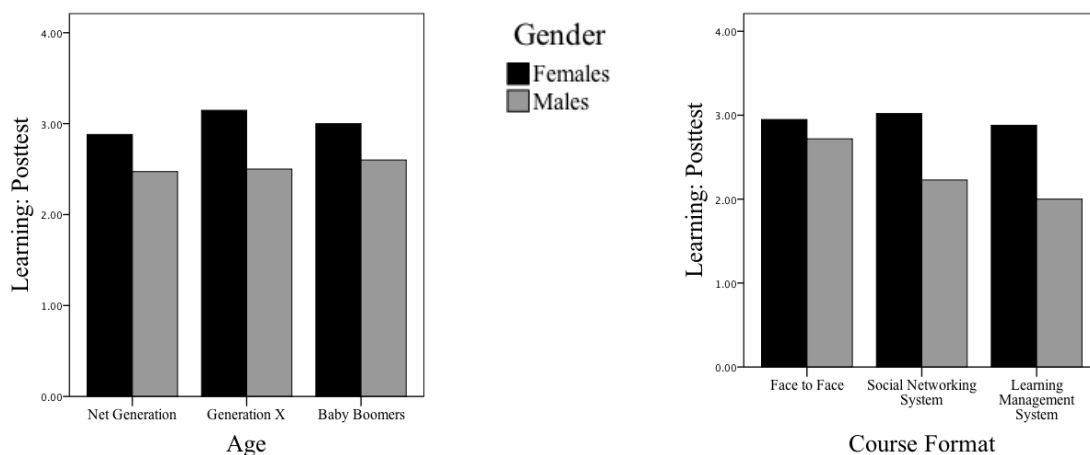 Learning: Posttest
4.00
3.00
2.00
1.00
0.00
Net Generation
Generation X
Baby Boomers
Age
Gender
Females
Males
Learning: Posttest
4.00
3.00
2.00
1.00
0.00
Face to Face
Social Networking
System
Learning
Management
System
Course Format